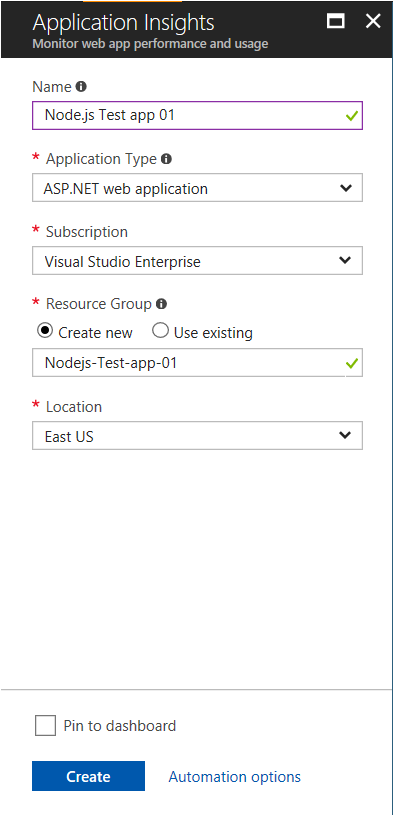 Application Insights
Monitor web app performance and usage
Name
Node.js Test app 01
* Application Type
ASP.NET web application
* Subscription
Visual Studio Enterprise
* Resource Group
Create new Use existing
Nodejs-Test-app-01
* Location
East US
Pin to dashboard
Create Automation options